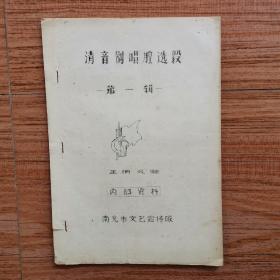 清音剧唱腔选段
—第一辑—
内部资料
南充市文艺宣传队